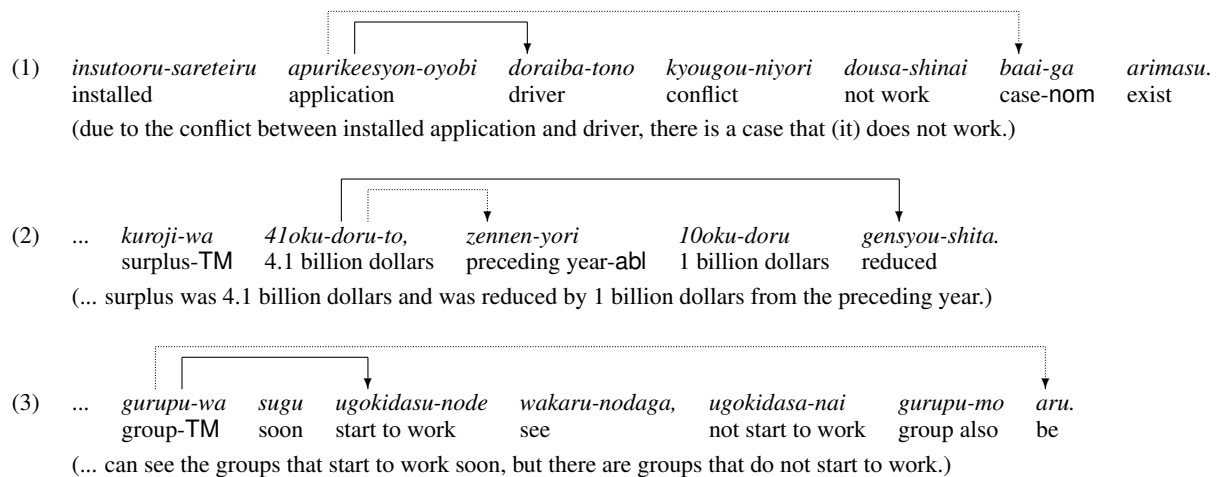 (1) insutooru-sareteiru apurikeesyon-oyobi doraiba-tono kyougou-niyori dousa-shinai baai-ga arimasu.
installed application driver conflict not work case-nom exist
(due to the conflict between installed application and driver, there is a case that (it) does not work.)
(2) ... kuroji-wa 41oku-doru-to, zennen-yori 10oku-doru gensyou-shita.
surplus-TM 4.1 billion dollars preceding year-abl 1 billion dollars reduced
(... surplus was 4.1 billion dollars and was reduced by 1 billion dollars from the preceding year.)
(3) ... gurupu-wa sugu ugokidasu-node wakaru-nodaga, ugokidasa-nai gurupu-mo aru.
group-TM soon start to work see not start to work group also be
(... can see the groups that start to work soon, but there are groups that do not start to work.)